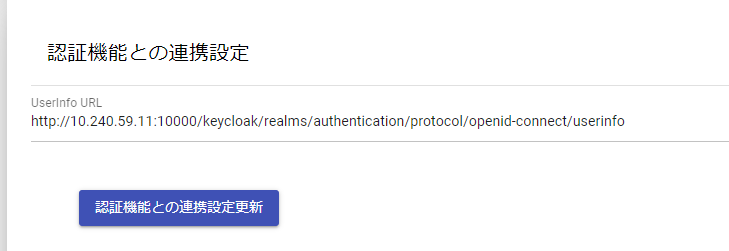 認証機能との連携設定
UserInfo URL
http://10.240.59.11:10000/keycloak/realms/authentication/protocol/openid-connect/userinfo
認証機能との連携設定更新